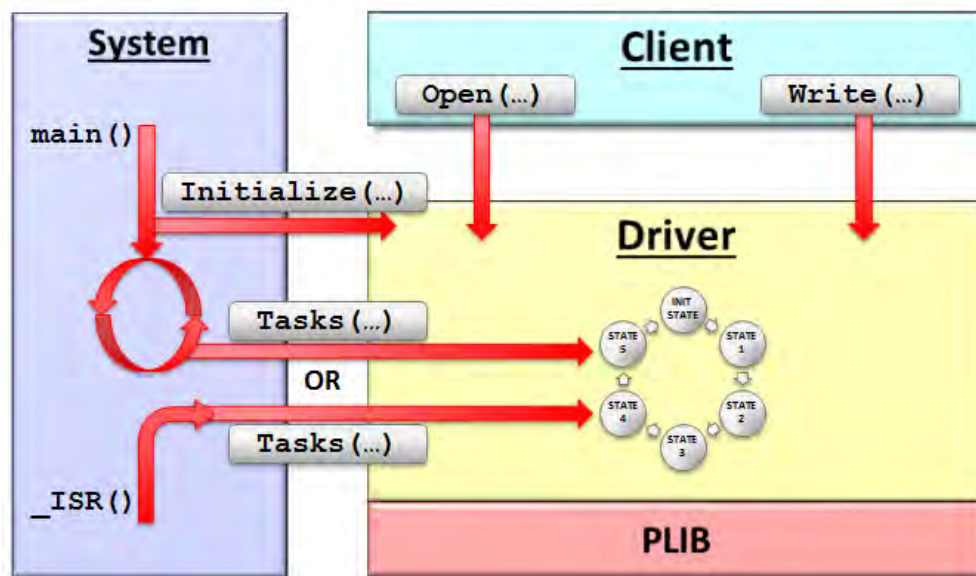 System
main()
Initialize(…)
Tasks(…)
OR
Tasks(…)
_ISR()
Client
Open(…)
Write(…)
Driver
INIT
STATE
STATE
1
STATE
2
STATE
3
STATE
4
STATE
5
PLIB